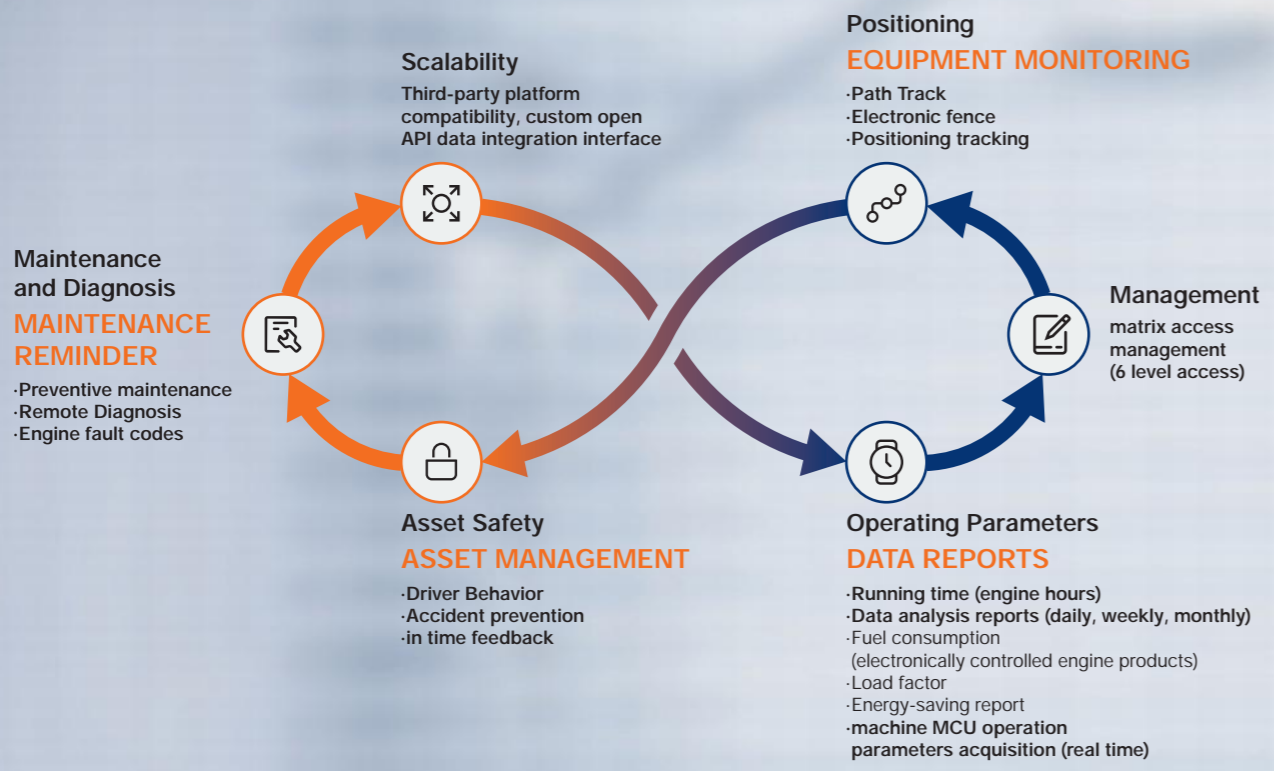 Scalability
Third-party platform
compatibility, custom open
API data integration interface
Positioning
EQUIPMENT MONITORING
·Path Track
·Electronic fence
·Positioning tracking
Maintenance
and Diagnosis
MAINTENANCE
REMINDER
·Preventive maintenance
·Remote Diagnosis
·Engine fault codes
Management
matrix access
management
(6 level access)
Asset Safety
ASSET MANAGEMENT
·Driver Behavior
·Accident prevention
·in time feedback
Operating Parameters
DATA REPORTS
·Running time (engine hours)
·Data analysis reports (daily, weekly, monthly)
·Fuel consumption
(electronically controlled engine products)
·Load factor
·Energy-saving report
·machine MCU operation
parameters acquisition (real time)